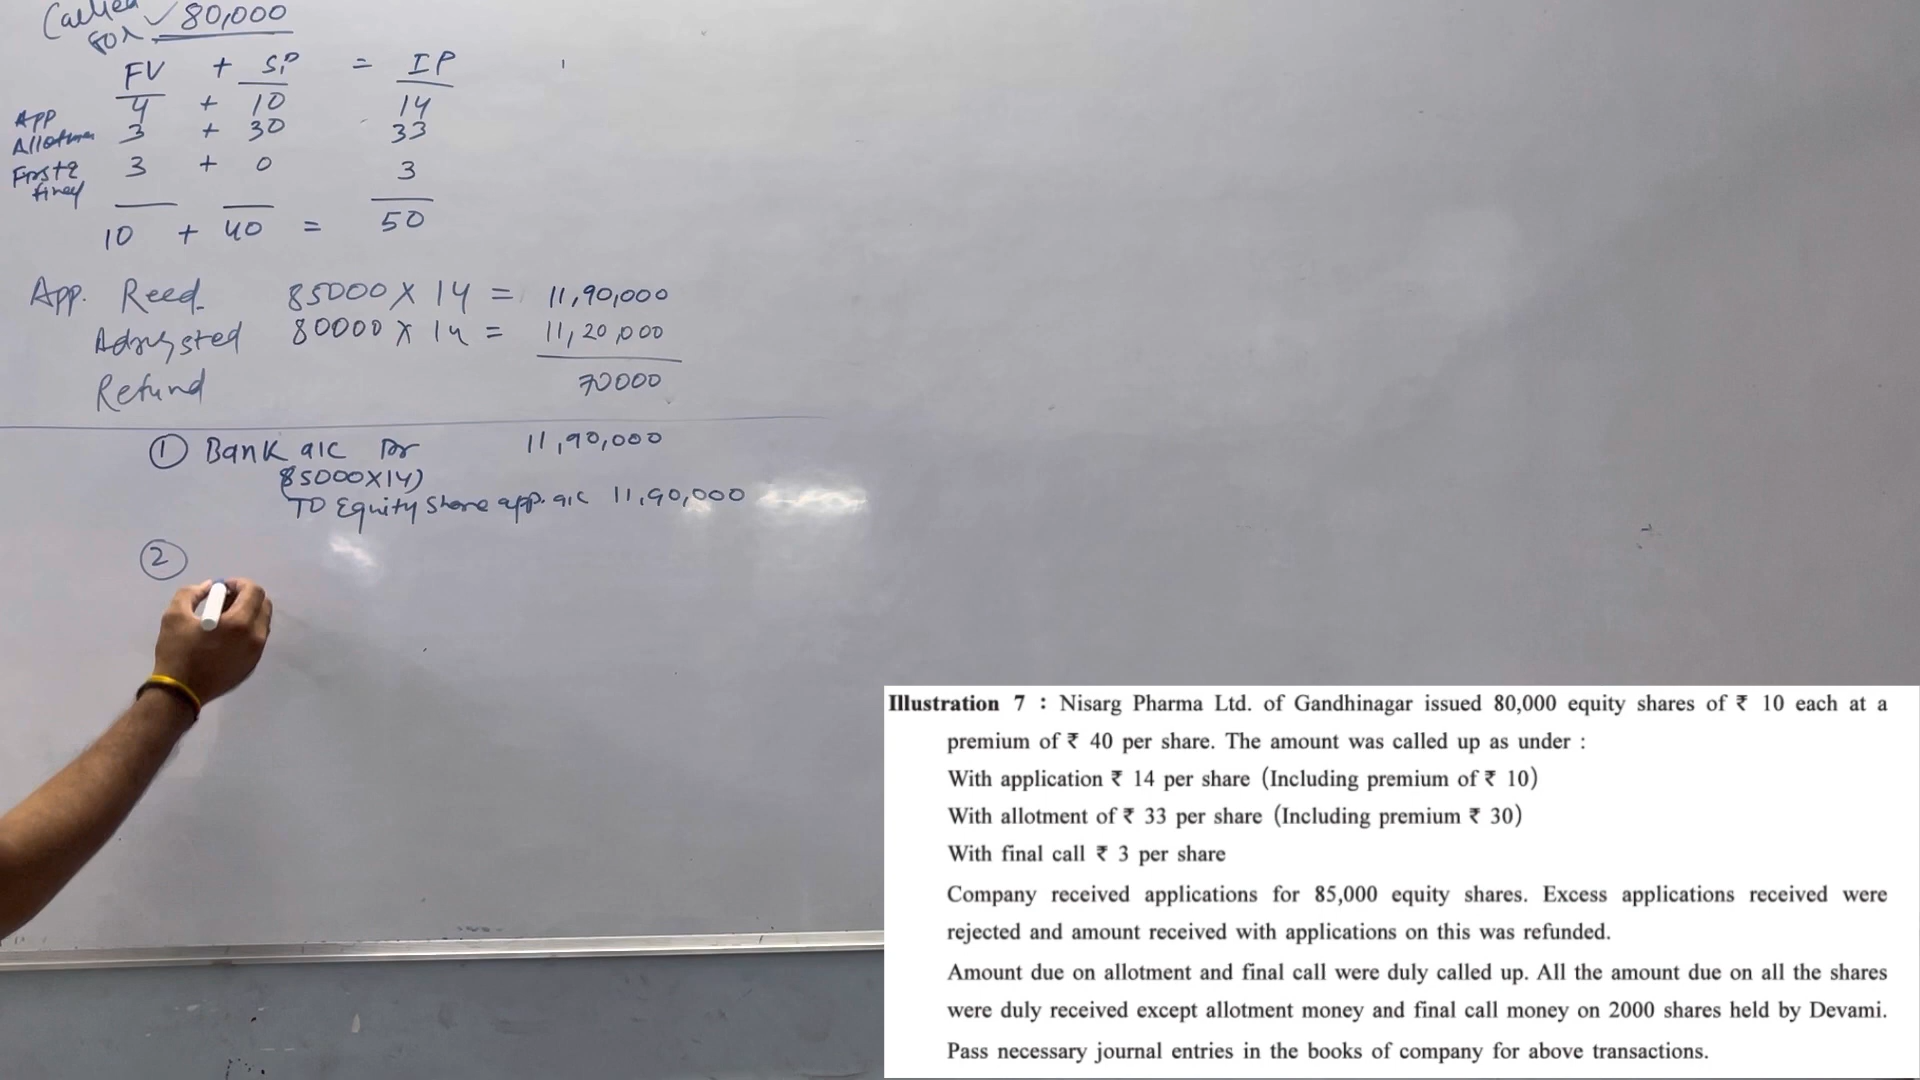 Called ✓ 80,000
for
FV + SP = IP
App 4 + 10 14
Allotmen 3 + 30 33
First & final 3 + 0 3
10 + 40 = 50
App. Reed. 85000 X 14 = 11,90,000
Adjusted 80000 X 14 = 11,20,000
Refund 70000
① Bank a/c Dr 11,90,000
(85000X14)
TO Equity Share app. a/c 11,90,000
②
Illustration 7 : Nisarg Pharma Ltd. of Gandhinagar issued 80,000 equity shares of ₹ 10 each at a
premium of ₹ 40 per share. The amount was called up as under :
With application ₹ 14 per share (Including premium of ₹ 10)
With allotment of ₹ 33 per share (Including premium ₹ 30)
With final call ₹ 3 per share
Company received applications for 85,000 equity shares. Excess applications received were
rejected and amount received with applications on this was refunded.
Amount due on allotment and final call were duly called up. All the amount due on all the shares
were duly received except allotment money and final call money on 2000 shares held by Devami.
Pass necessary journal entries in the books of company for above transactions.